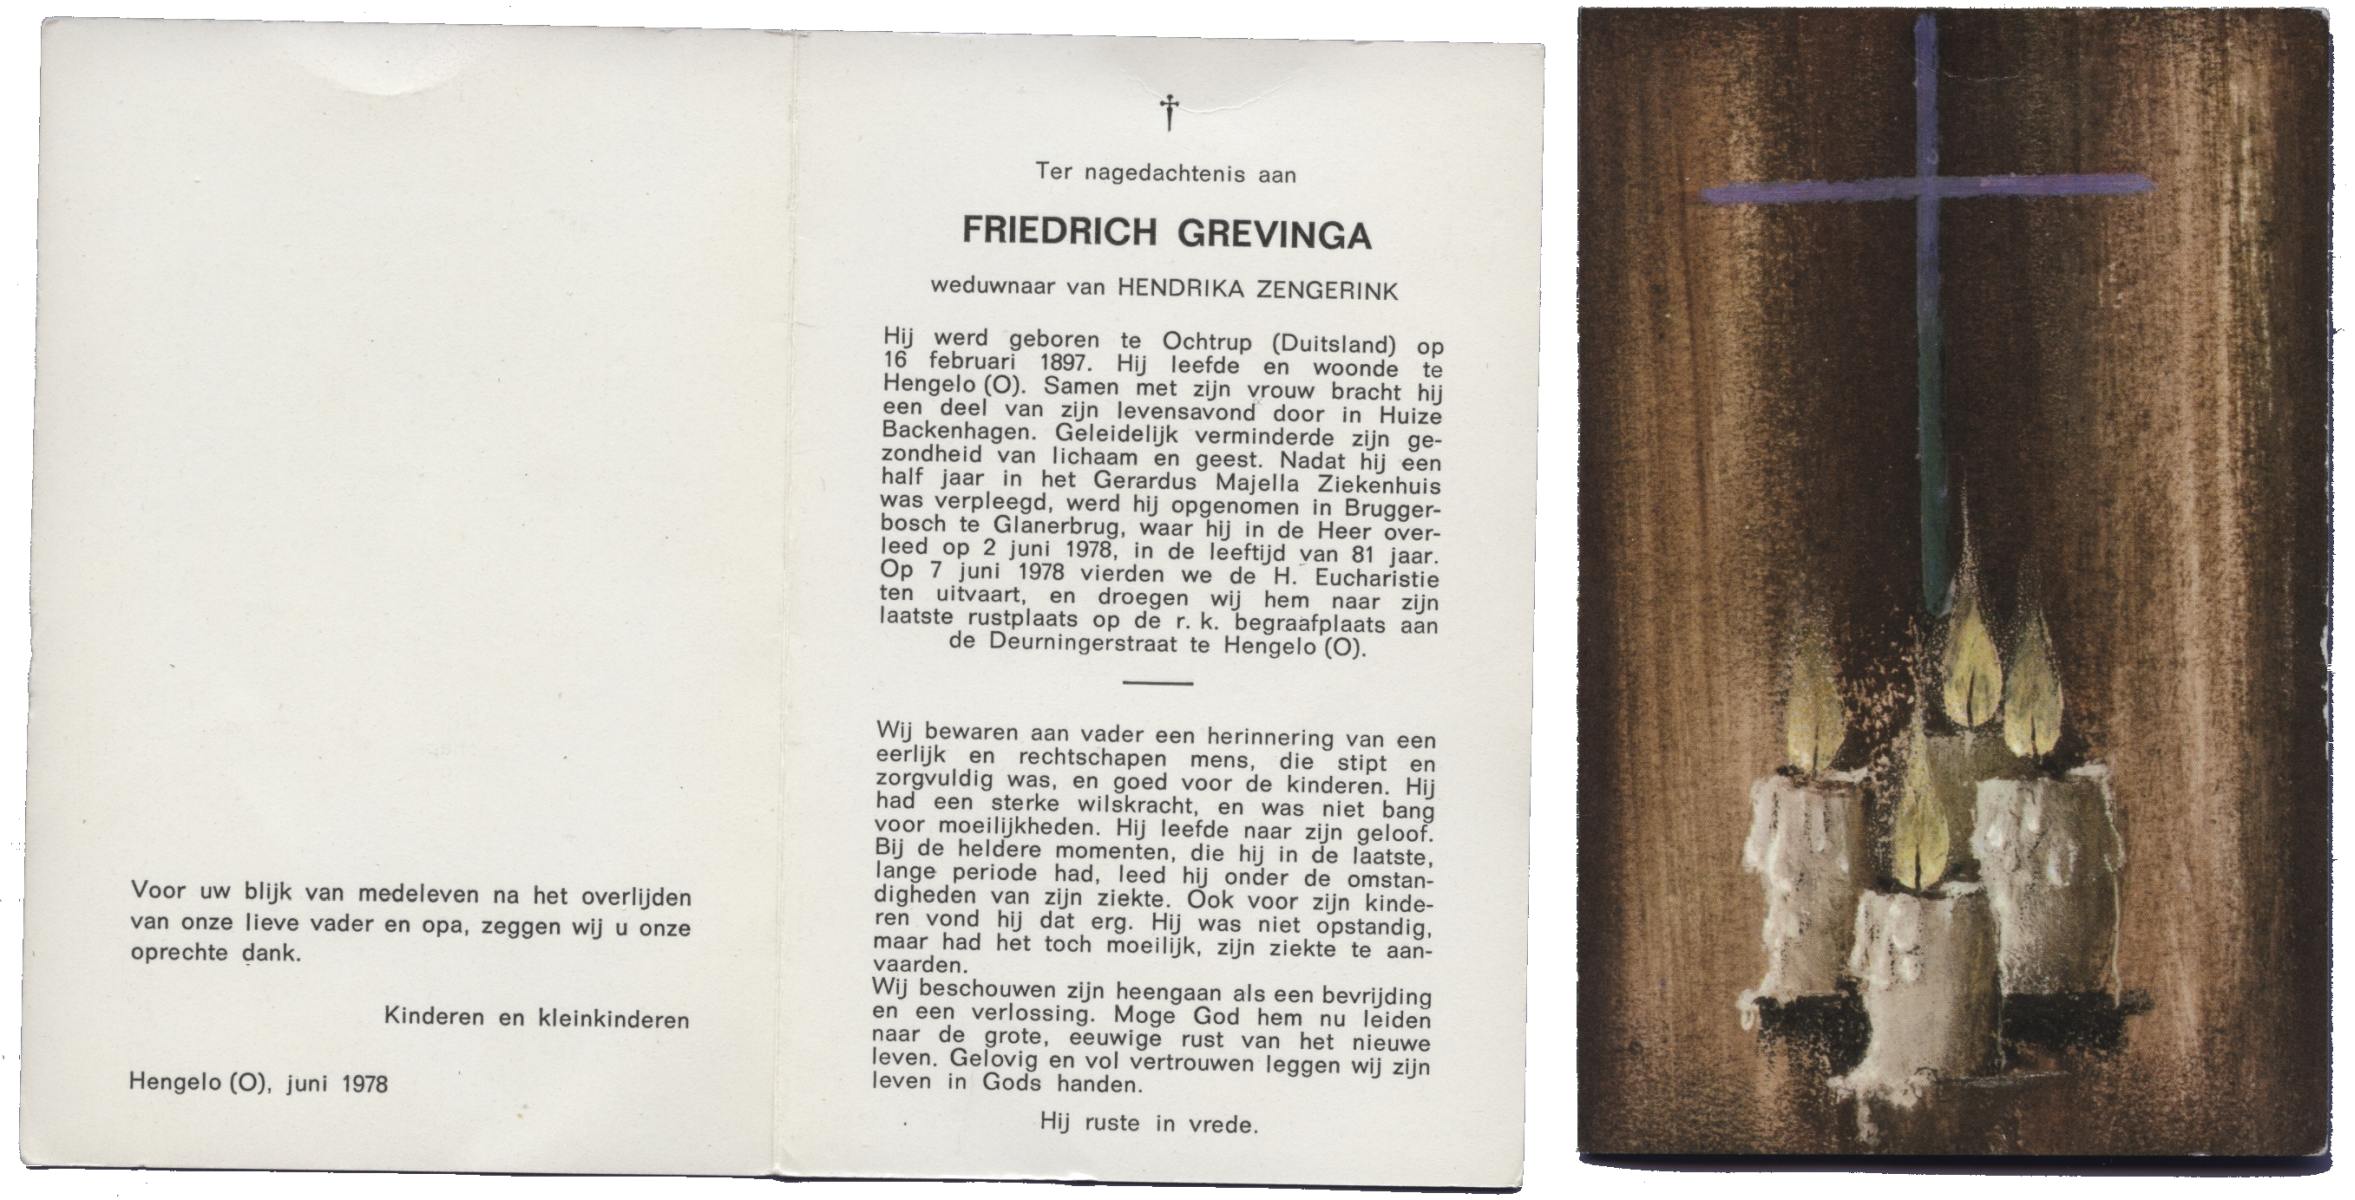 Voor uw blijk van medeleven na het overlijden
van onze lieve vader en opa, zeggen wij u onze
oprechte dank.
Kinderen en kleinkinderen
Hengelo (O), juni 1978
†
Ter nagedachtenis aan
FRIEDRICH GREVINGA
weduwnaar van HENDRIKA ZENGERINK
Hij werd geboren te Ochtrup (Duitsland) op
16 februari 1897. Hij leefde en woonde te
Hengelo (O). Samen met zijn vrouw bracht hij
een deel van zijn levensavond door in Huize
Backenhagen. Geleidelijk verminderde zijn ge-
zondheid van lichaam en geest. Nadat hij een
half jaar in het Gerardus Majella Ziekenhuis
was verpleegd, werd hij opgenomen in Brugger-
bosch te Glanerbrug, waar hij in de Heer over-
leed op 2 juni 1978, in de leeftijd van 81 jaar.
Op 7 juni 1978 vierden we de H. Eucharistie
ten uitvaart, en droegen wij hem naar zijn
laatste rustplaats op de r. k. begraafplaats aan
de Deurningerstraat te Hengelo (O).
Wij bewaren aan vader een herinnering van een
eerlijk en rechtschapen mens, die stipt en
zorgvuldig was, en goed voor de kinderen. Hij
had een sterke wilskracht, en was niet bang
voor moeilijkheden. Hij leefde naar zijn geloof.
Bij de heldere momenten, die hij in de laatste,
lange periode had, leed hij onder de omstan-
digheden van zijn ziekte. Ook voor zijn kinde-
ren vond hij dat erg. Hij was niet opstandig,
maar had het toch moeilijk, zijn ziekte te aan-
vaarden.
Wij beschouwen zijn heengaan als een bevrijding
en een verlossing. Moge God hem nu leiden
naar de grote, eeuwige rust van het nieuwe
leven. Gelovig en vol vertrouwen leggen wij zijn
leven in Gods handen.
Hij ruste in vrede.